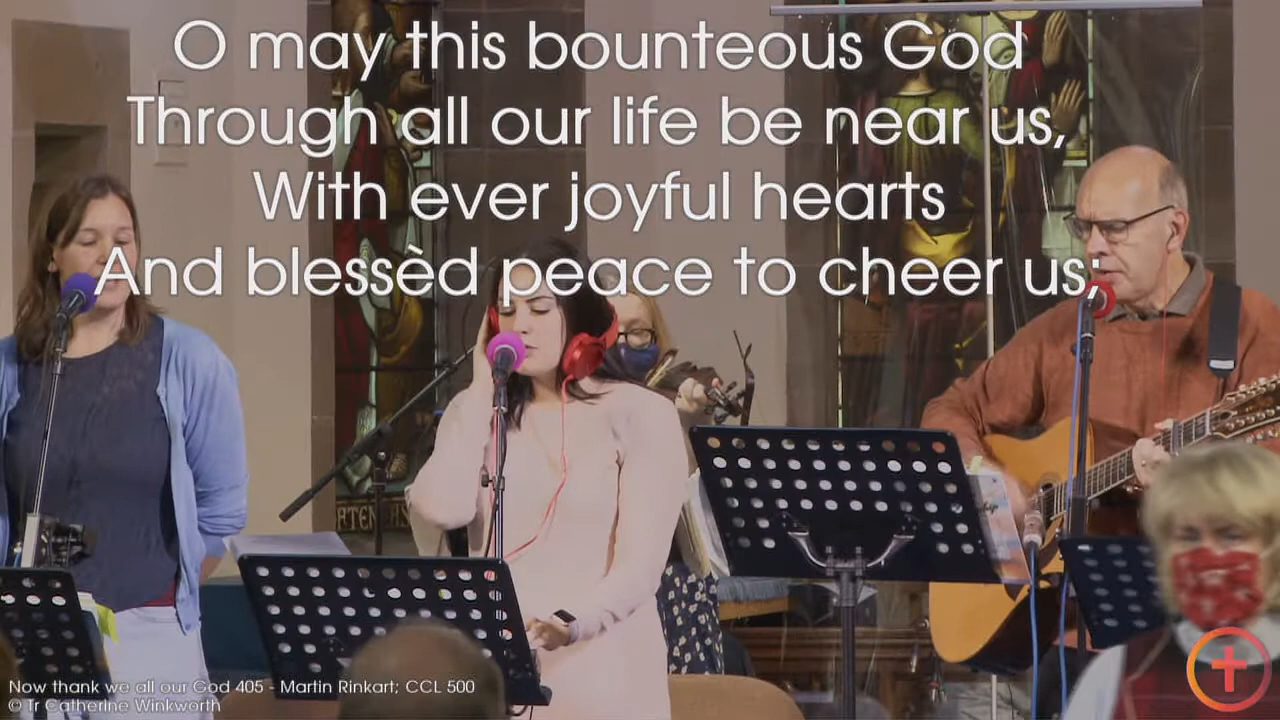 O may this bounteous God
Through all our life be near us,
With ever joyful hearts
And blessèd peace to cheer us;
Now thank we all our God 405 - Martin Rinkart; CCL 500
© Tr Catherine Winkworth